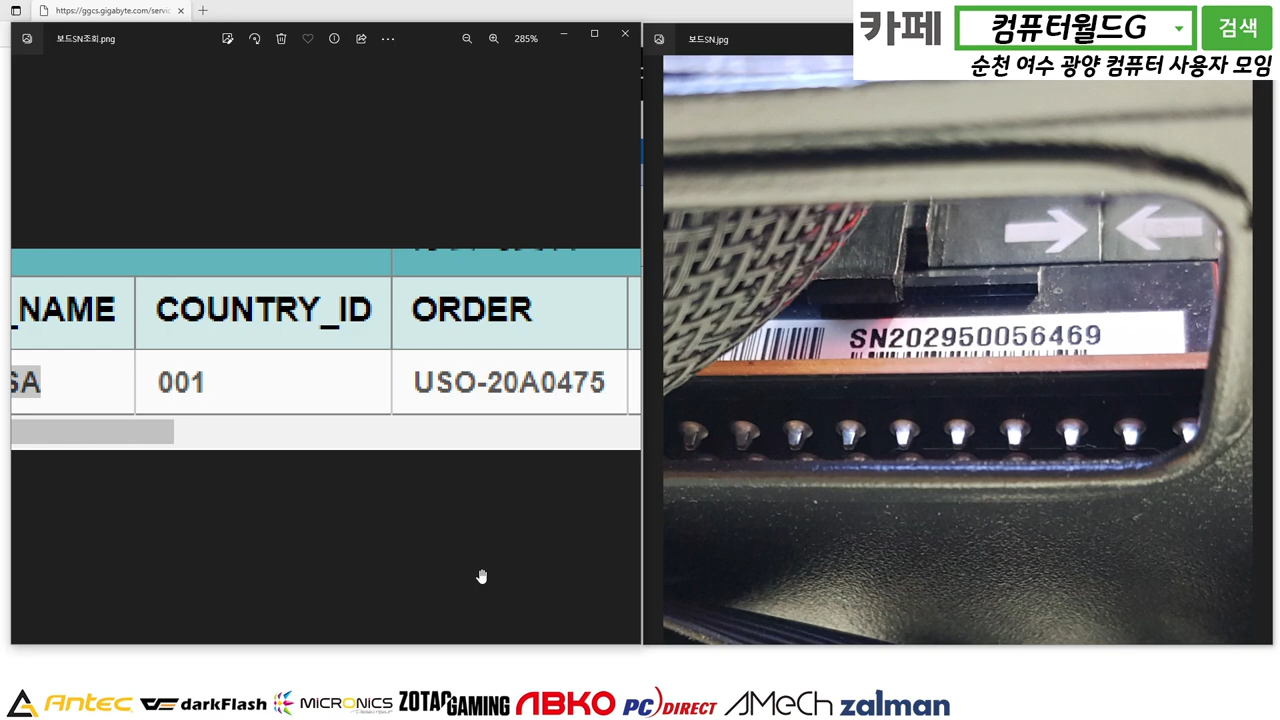 https://ggcs.gigabyte.com/servic
카페 컴퓨터월드G 검색
순천 여수 광양 컴퓨터 사용자 모임
보드SN조회.png
285%
보드SN.jpg
_NAME COUNTRY_ID ORDER
SA 001 USO-20A0475
SN202950056469
Antec darkFlash MICRONICS ZOTAC GAMING ABKO PC DIRECT JMech zalman